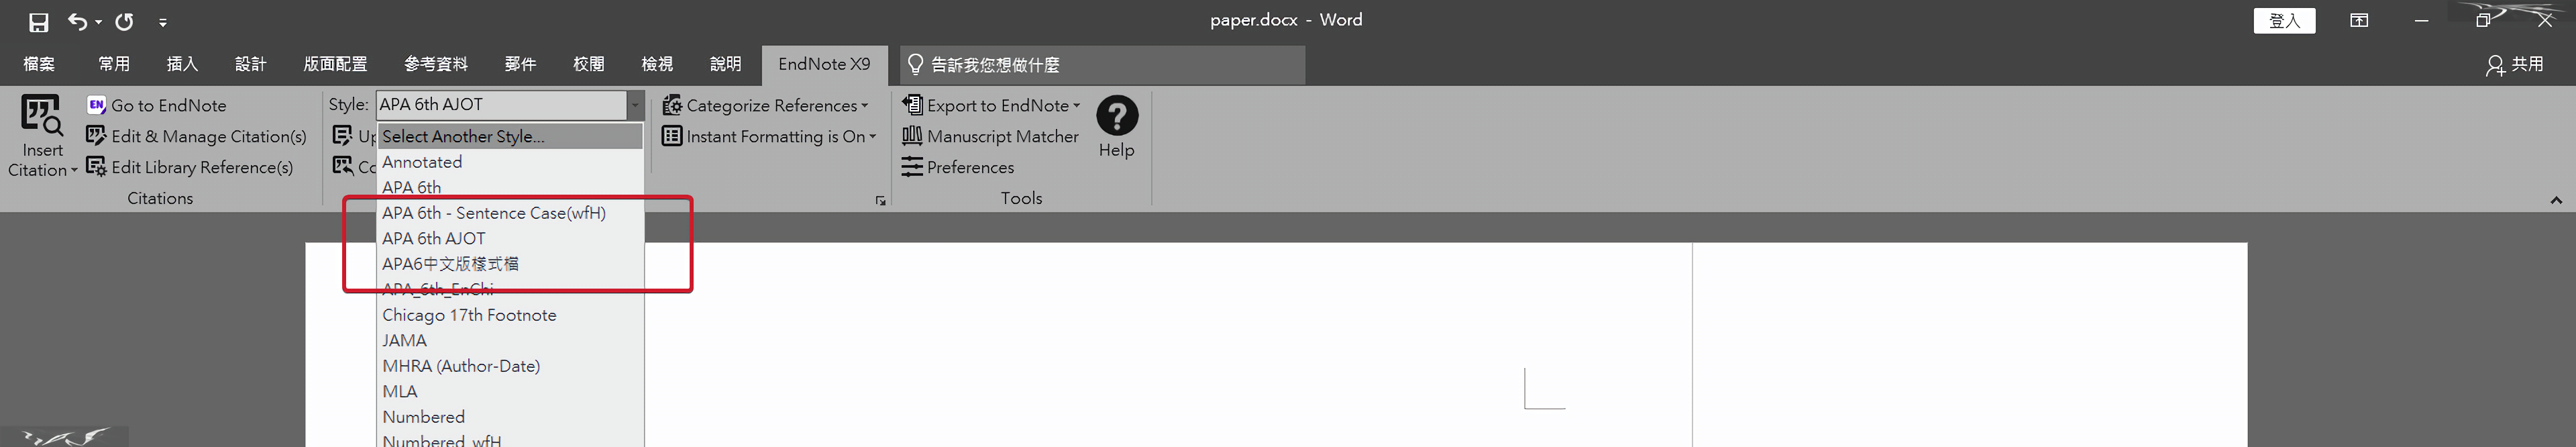 paper.docx - Word
登入
檔案 常用 插入 設計 版面配置 參考資料 郵件 校閱 檢視 說明 EndNote X9 告訴我您想做什麼 共用
Insert
Citation
Go to EndNote
Edit & Manage Citation(s)
Edit Library Reference(s)
Citations
Style: APA 6th AJOT
Up
Co
Select Another Style...
Annotated
APA 6th
APA 6th - Sentence Case(wfH)
APA 6th AJOT
APA6中文版樣式檔
APA_6th_EnChi
Chicago 17th Footnote
JAMA
MHRA (Author-Date)
MLA
Numbered
Numbered_wfH
Categorize References
Instant Formatting is On
Export to EndNote
Manuscript Matcher
Preferences
Help
Tools